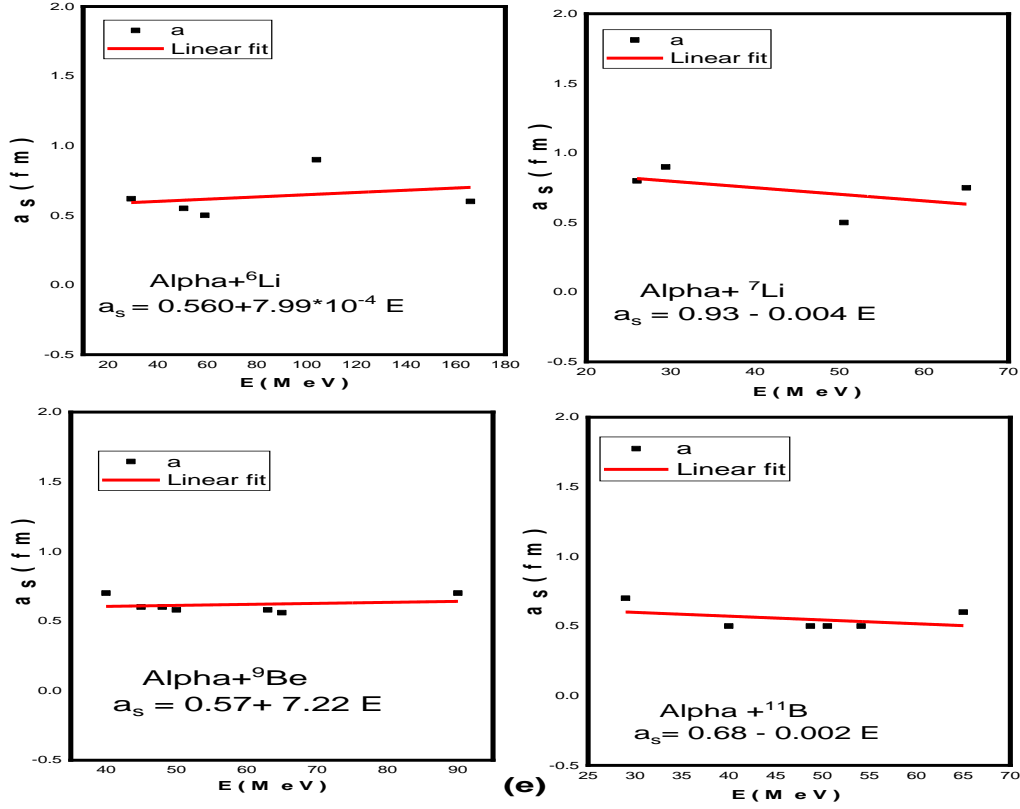 2.0
1.5
1.0
0.5
0.0
-0.5
a
Linear fit
a s ( f m )
Alpha+⁶Li
aₛ = 0.560+7.99*10⁻⁴ E
20 40 60 80 100 120 140 160 180
E ( M eV )
2.0
1.5
1.0
0.5
0.0
-0.5
a
Linear fit
a s ( f m )
Alpha+ ⁷Li
aₛ = 0.93 - 0.004 E
20 30 40 50 60 70
E ( M eV )
2.0
1.5
1.0
0.5
0.0
-0.5
a
Linear fit
a s ( f m )
Alpha+⁹Be
aₛ = 0.57+ 7.22 E
40 50 60 70 80 90
E ( M eV )
2.0
1.5
1.0
0.5
0.0
-0.5
a
Linear fit
a s ( f m )
Alpha +¹¹B
aₛ= 0.68 - 0.002 E
25 30 35 40 45 50 55 60 65 70
E ( M eV )
(e)